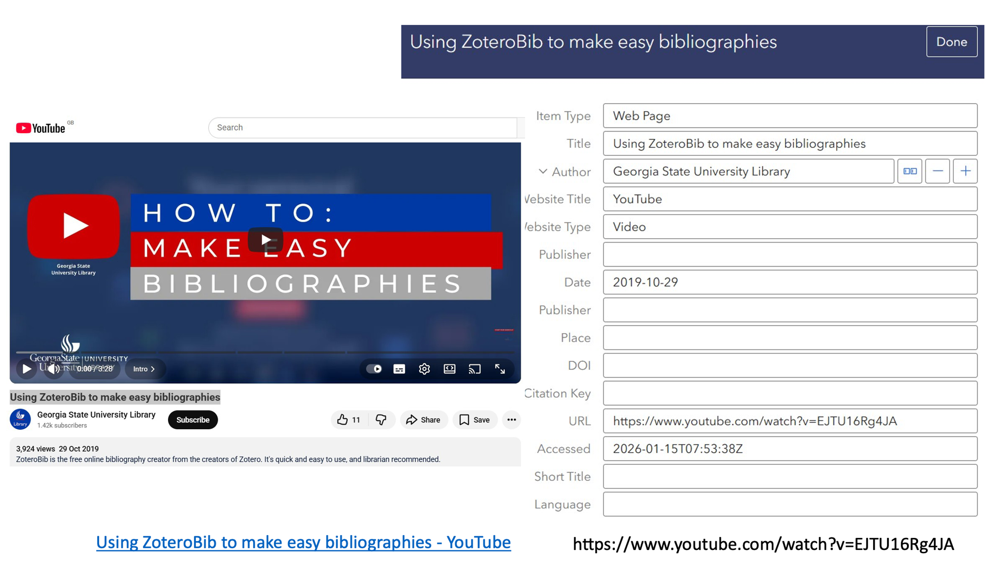 Using ZoteroBib to make easy bibliographies
Done
YouTube GB
Search
HOW TO:
MAKE EASY
BIBLIOGRAPHIES
Georgia State
University Library
GeorgiaState University | UNIVERSITY LIBRARY
0:00 / 3:28
Intro
Using ZoteroBib to make easy bibliographies
Georgia State University Library
1.42k subscribers
Library
Subscribe
11
Share
Save
3,924 views 29 Oct 2019
ZoteroBib is the free online bibliography creator from the creators of Zotero. It's quick and easy to use, and librarian recommended.
Item Type Web Page
Title Using ZoteroBib to make easy bibliographies
Author Georgia State University Library
Website Title YouTube
Website Type Video
Publisher
Date 2019-10-29
Publisher
Place
DOI
Citation Key
URL https://www.youtube.com/watch?v=EJTU16Rg4JA
Accessed 2026-01-15T07:53:38Z
Short Title
Language
Using ZoteroBib to make easy bibliographies - YouTube
https://www.youtube.com/watch?v=EJTU16Rg4JA